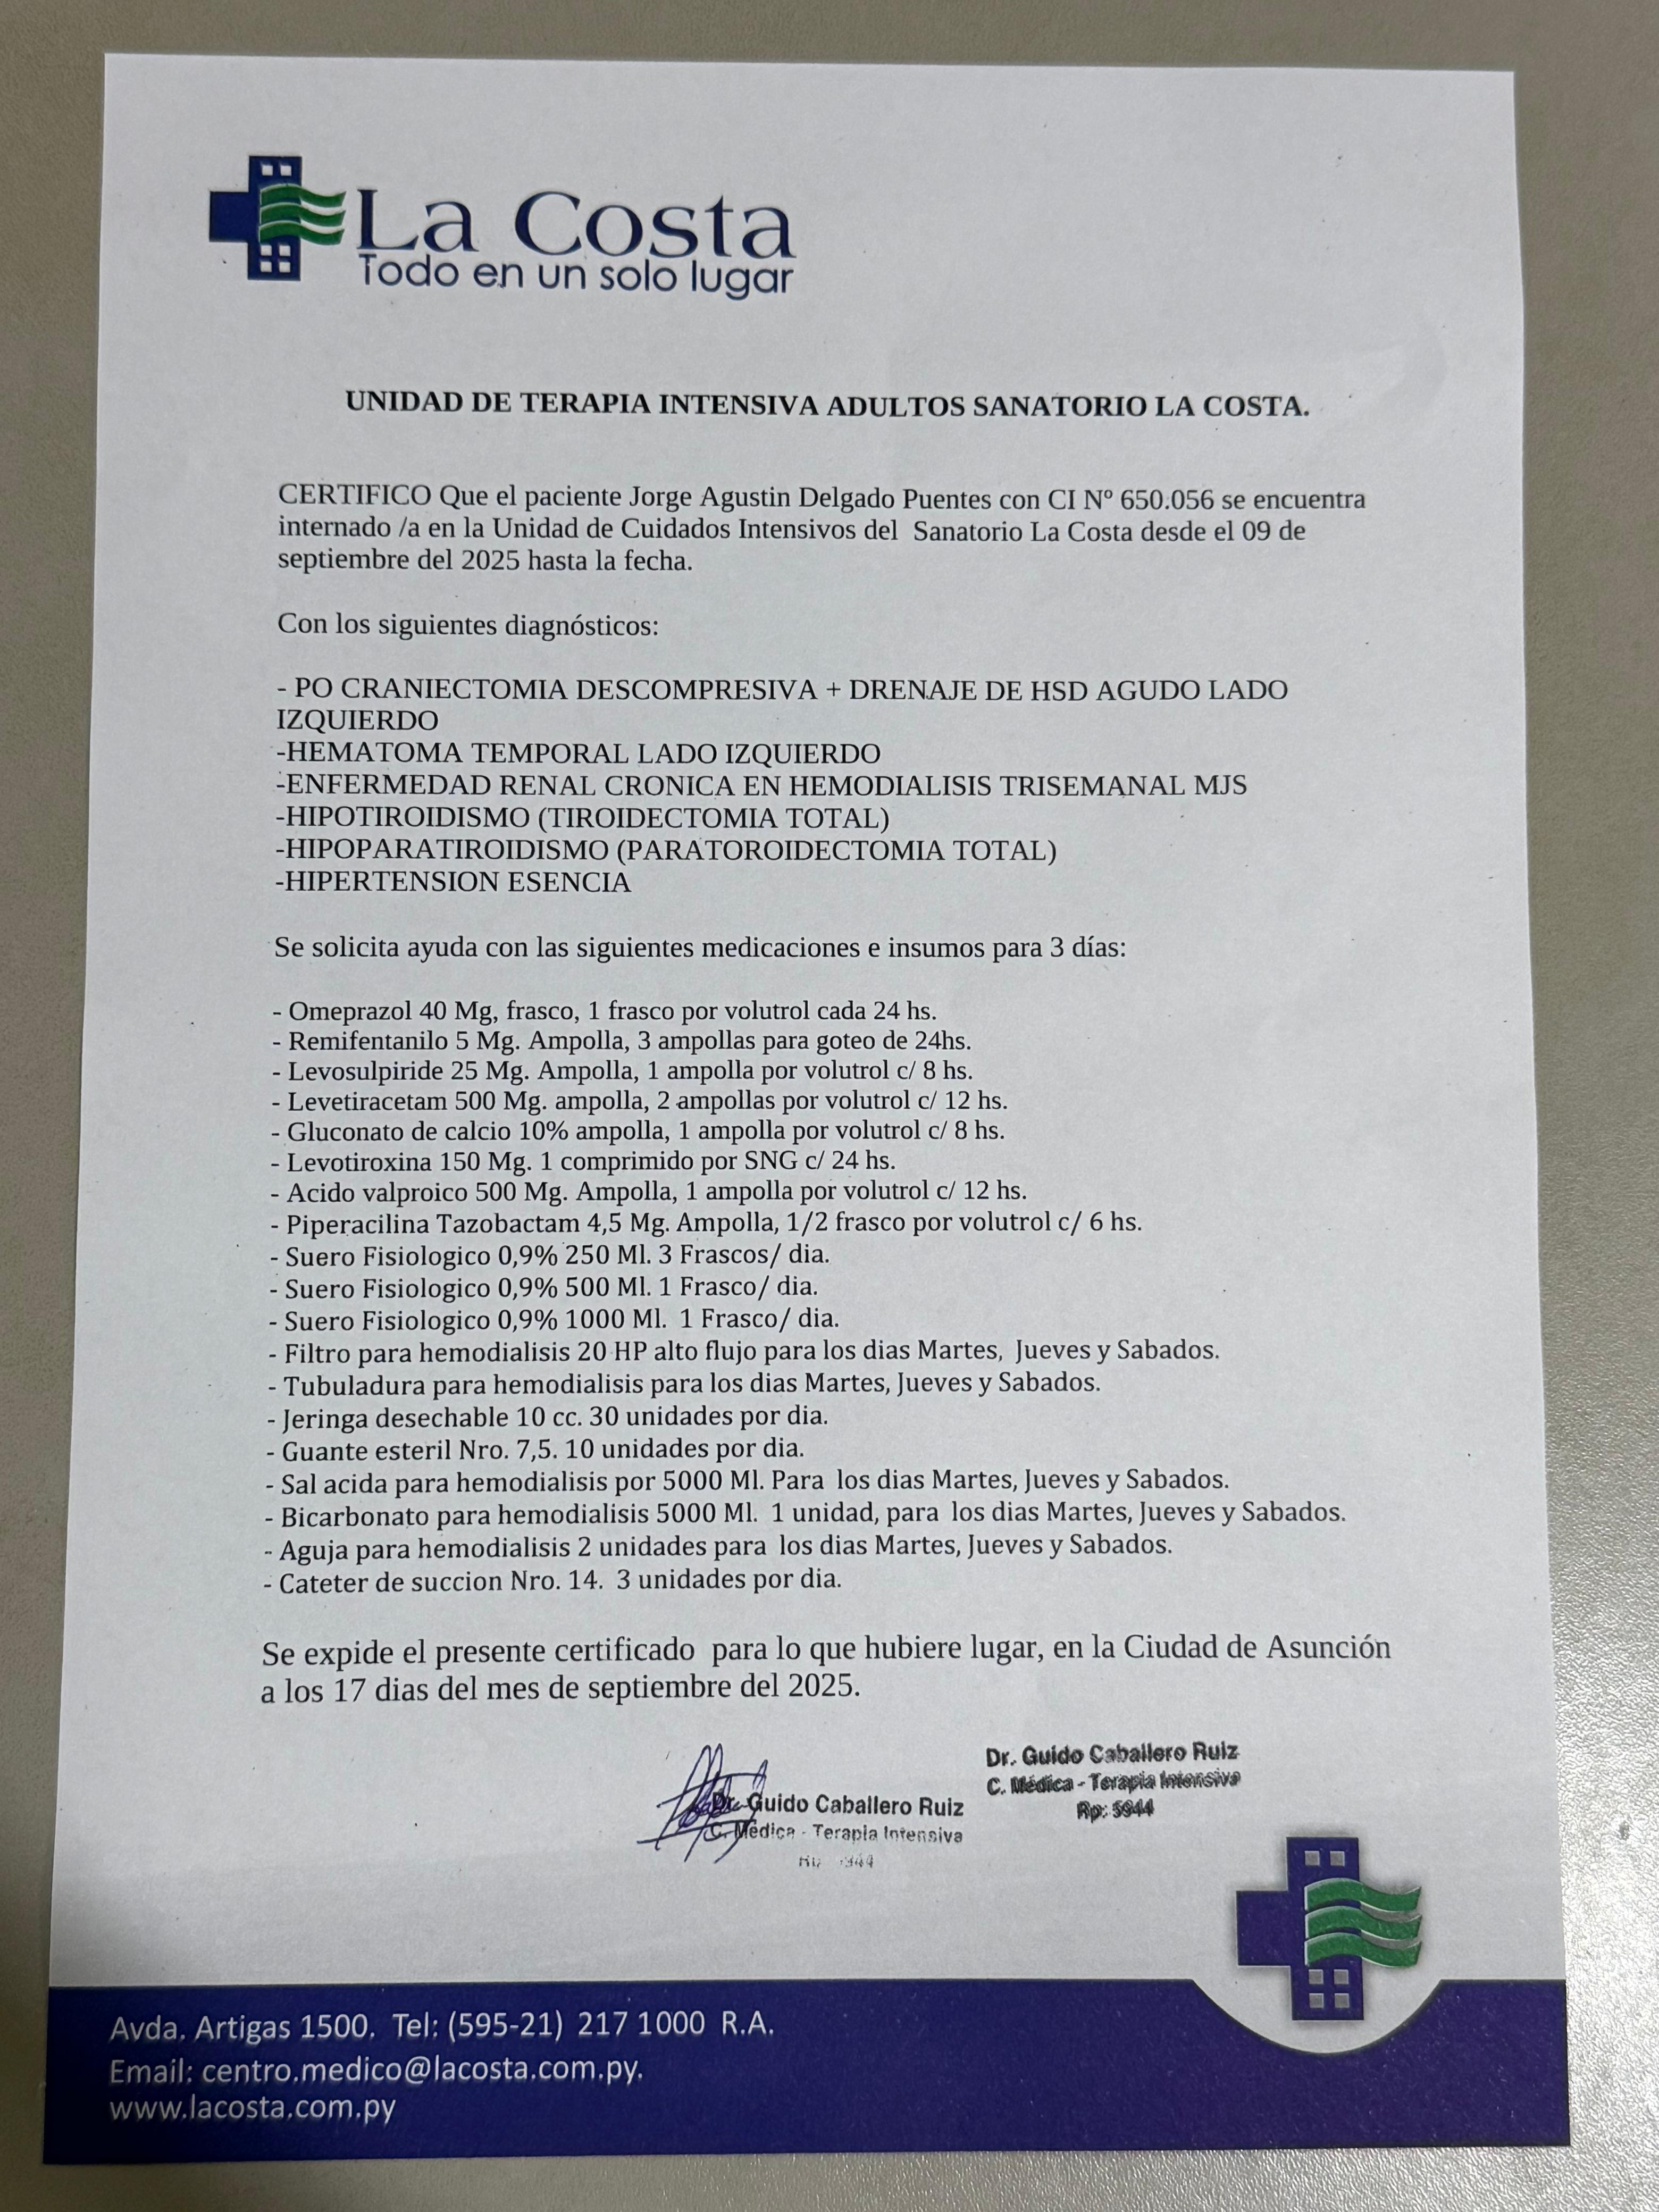 La Costa
Todo en un solo lugar
UNIDAD DE TERAPIA INTENSIVA ADULTOS SANATORIO LA COSTA.
CERTIFICO Que el paciente Jorge Agustin Delgado Puentes con CI Nº 650.056 se encuentra
internado /a en la Unidad de Cuidados Intensivos del Sanatorio La Costa desde el 09 de
septiembre del 2025 hasta la fecha.
Con los siguientes diagnósticos:
- PO CRANIECTOMIA DESCOMPRESIVA + DRENAJE DE HSD AGUDO LADO
IZQUIERDO
-HEMATOMA TEMPORAL LADO IZQUIERDO
-ENFERMEDAD RENAL CRONICA EN HEMODIALISIS TRISEMANAL MJS
-HIPOTIROIDISMO (TIROIDECTOMIA TOTAL)
-HIPOPARATIROIDISMO (PARATOROIDECTOMIA TOTAL)
-HIPERTENSION ESENCIA
Se solicita ayuda con las siguientes medicaciones e insumos para 3 días:
- Omeprazol 40 Mg, frasco, 1 frasco por volutrol cada 24 hs.
- Remifentanilo 5 Mg. Ampolla, 3 ampollas para goteo de 24hs.
- Levosulpiride 25 Mg. Ampolla, 1 ampolla por volutrol c/ 8 hs.
- Levetiracetam 500 Mg. ampolla, 2 ampollas por volutrol c/ 12 hs.
- Gluconato de calcio 10% ampolla, 1 ampolla por volutrol c/ 8 hs.
- Levotiroxina 150 Mg. 1 comprimido por SNG c/ 24 hs.
- Acido valproico 500 Mg. Ampolla, 1 ampolla por volutrol c/ 12 hs.
- Piperacilina Tazobactam 4,5 Mg. Ampolla, 1/2 frasco por volutrol c/ 6 hs.
- Suero Fisiologico 0,9% 250 Ml. 3 Frascos/ dia.
- Suero Fisiologico 0,9% 500 Ml. 1 Frasco/ dia.
- Suero Fisiologico 0,9% 1000 Ml. 1 Frasco/ dia.
- Filtro para hemodialisis 20 HP alto flujo para los dias Martes, Jueves y Sabados.
- Tubuladura para hemodialisis para los dias Martes, Jueves y Sabados.
- Jeringa desechable 10 cc. 30 unidades por dia.
- Guante esteril Nro. 7,5. 10 unidades por dia.
- Sal acida para hemodialisis por 5000 Ml. Para los dias Martes, Jueves y Sabados.
- Bicarbonato para hemodialisis 5000 Ml. 1 unidad, para los dias Martes, Jueves y Sabados.
- Aguja para hemodialisis 2 unidades para los dias Martes, Jueves y Sabados.
- Cateter de succion Nro. 14. 3 unidades por dia.
Se expide el presente certificado para lo que hubiere lugar, en la Ciudad de Asunción
a los 17 dias del mes de septiembre del 2025.
Dr. Guido Caballero Ruiz
C. Médica - Terapia Intensiva
Rp: 5944
Dr. Guido Caballero Ruiz
C. Médica - Terapia Intensiva
Avda. Artigas 1500. Tel: (595-21) 217 1000 R.A.
Email: centro.medico@lacosta.com.py.
www.lacosta.com.py